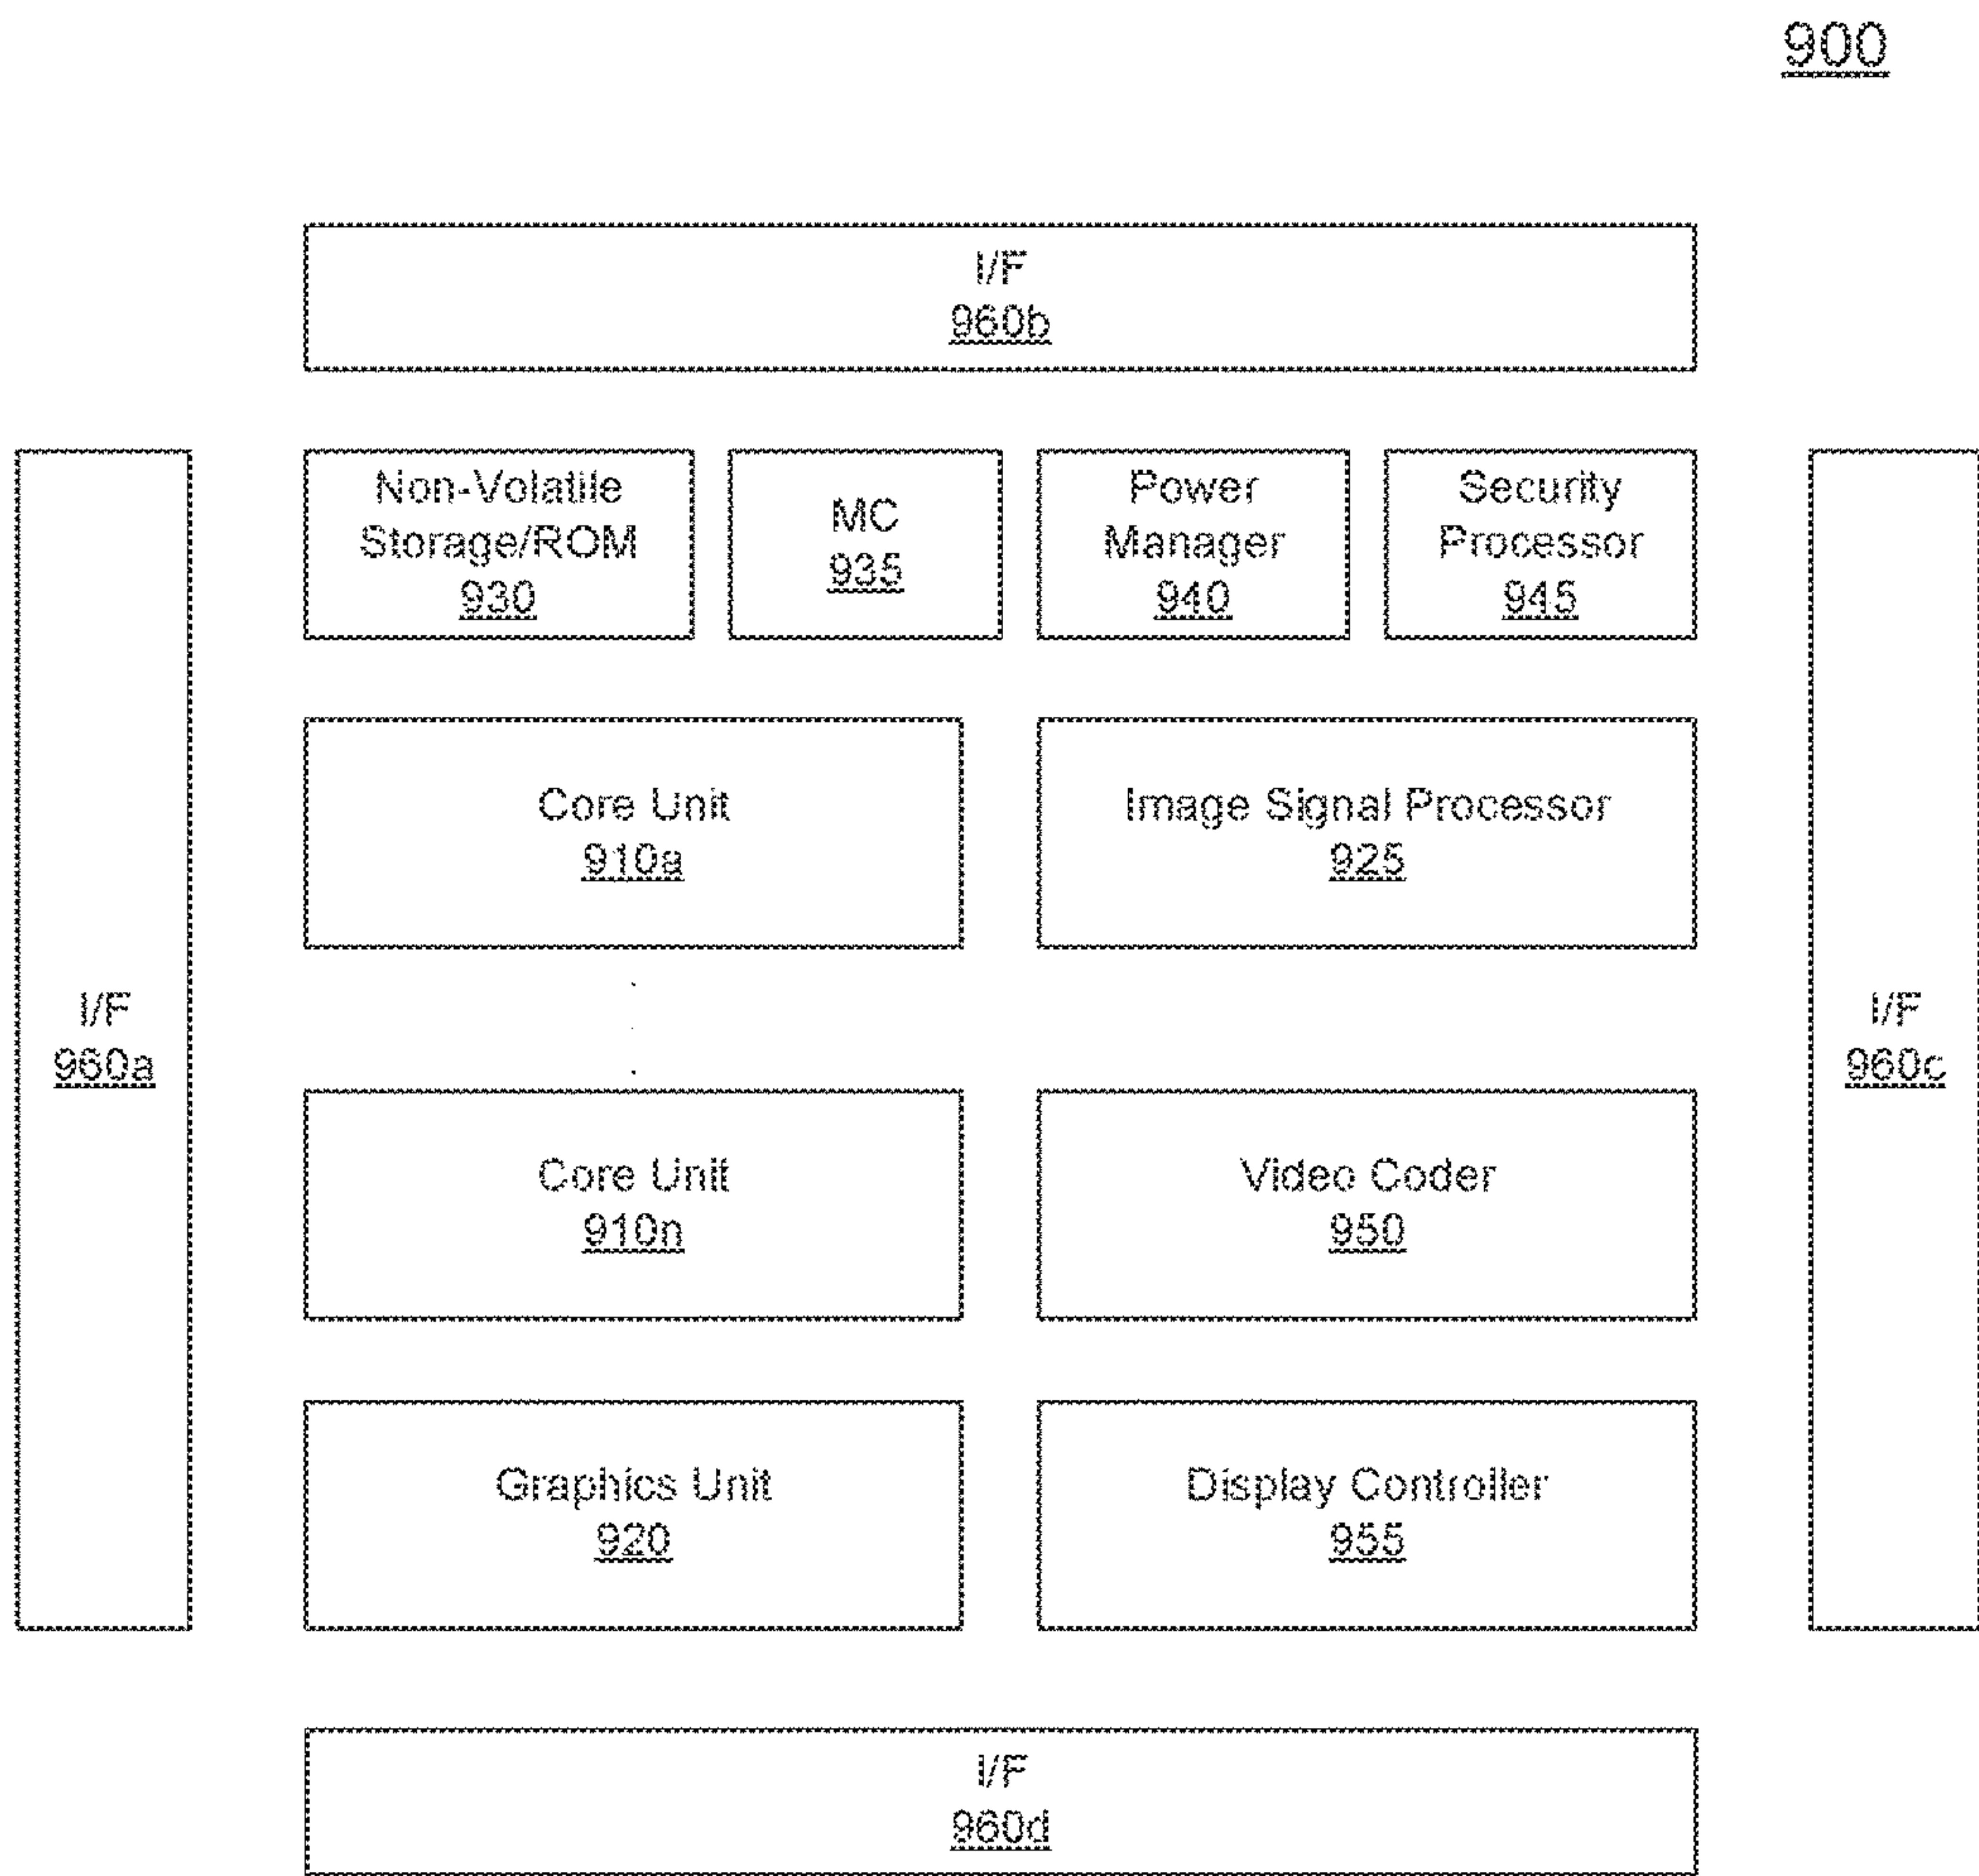 900
I/F
960b
Non-Volatile
Storage/ROM
930
MC
935
Power
Manager
940
Security
Processor
945
Core Unit
910a
Image Signal Processor
925
I/F
960a
I/F
960c
Core Unit
910n
Video Coder
950
Graphics Unit
920
Display Controller
955
I/F
960d